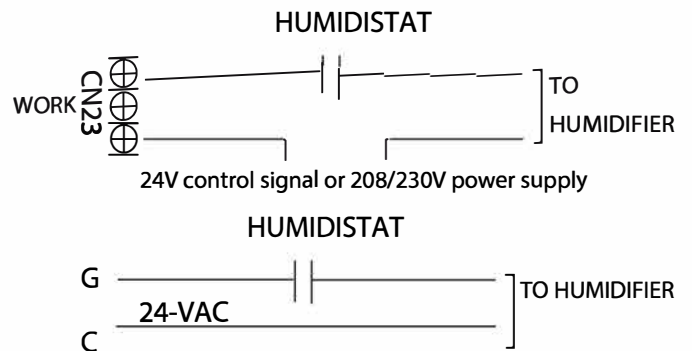 HUMIDISTAT
CN23
WORK
TO
HUMIDIFIER
24V control signal or 208/230V power supply
HUMIDISTAT
G
TO HUMIDIFIER
24-VAC
C